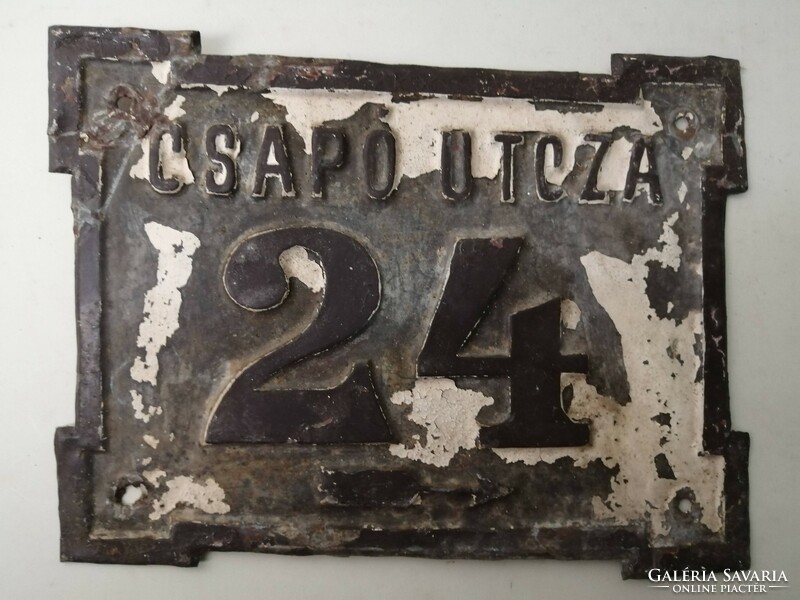 CSAPÓ UTCZA
24
GALÉRIA SAVARIA
ONLINE PIACTÉR